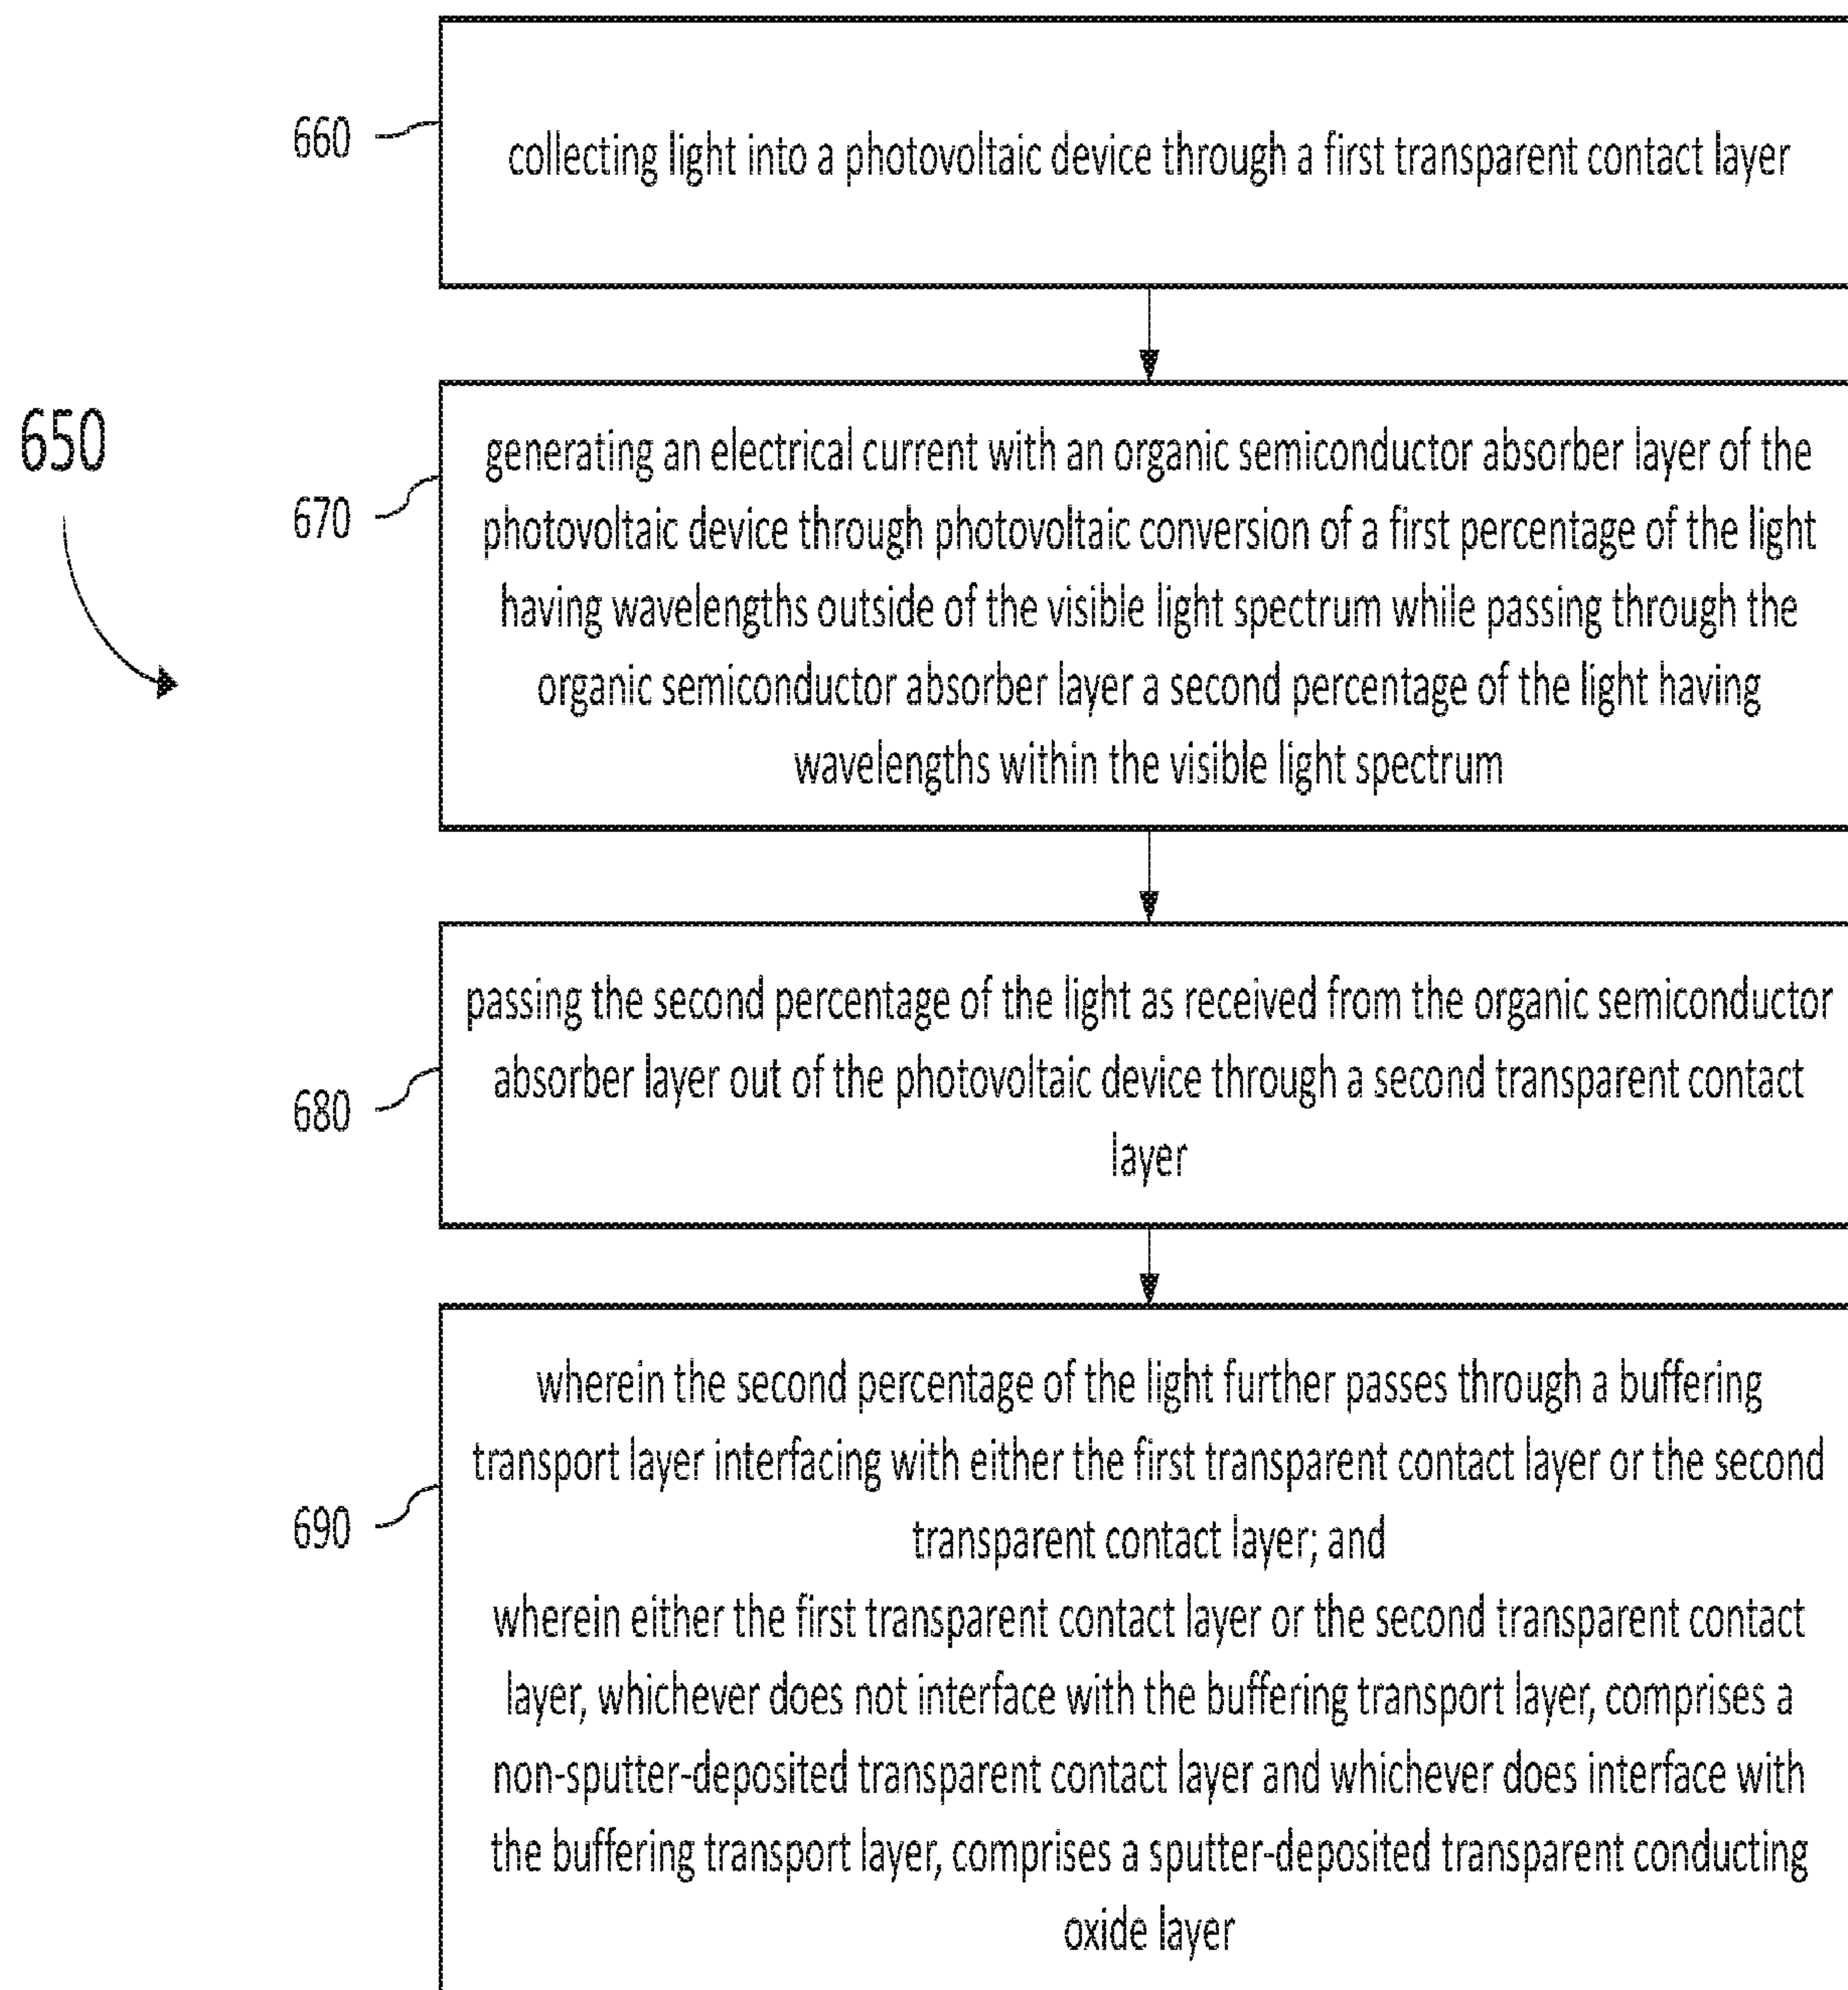 660
collecting light into a photovoltaic device through a first transparent contact layer
650
670
generating an electrical current with an organic semiconductor absorber layer of the
photovoltaic device through photovoltaic conversion of a first percentage of the light
having wavelengths outside of the visible light spectrum while passing through the
organic semiconductor absorber layer a second percentage of the light having
wavelengths within the visible light spectrum
680
passing the second percentage of the light as received from the organic semiconductor
absorber layer out of the photovoltaic device through a second transparent contact
layer
690
wherein the second percentage of the light further passes through a buffering
transport layer interfacing with either the first transparent contact layer or the second
transparent contact layer; and
wherein either the first transparent contact layer or the second transparent contact
layer, whichever does not interface with the buffering transport layer, comprises a
non-sputter-deposited transparent contact layer and whichever does interface with
the buffering transport layer, comprises a sputter-deposited transparent conducting
oxide layer